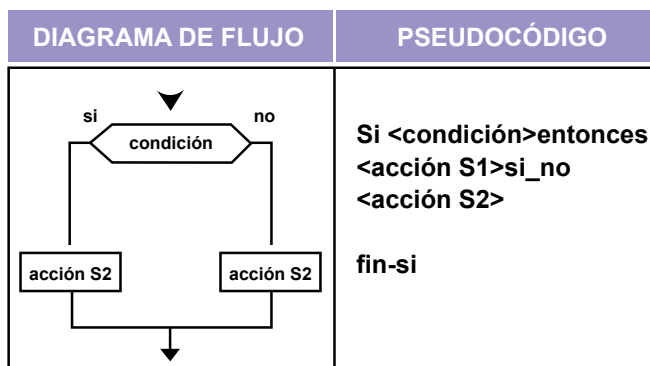 DIAGRAMA DE FLUJO
PSEUDOCÓDIGO
si
no
condición
acción S2
acción S2
Si <condición>entonces
<acción S1>si_no
<acción S2>
fin-si